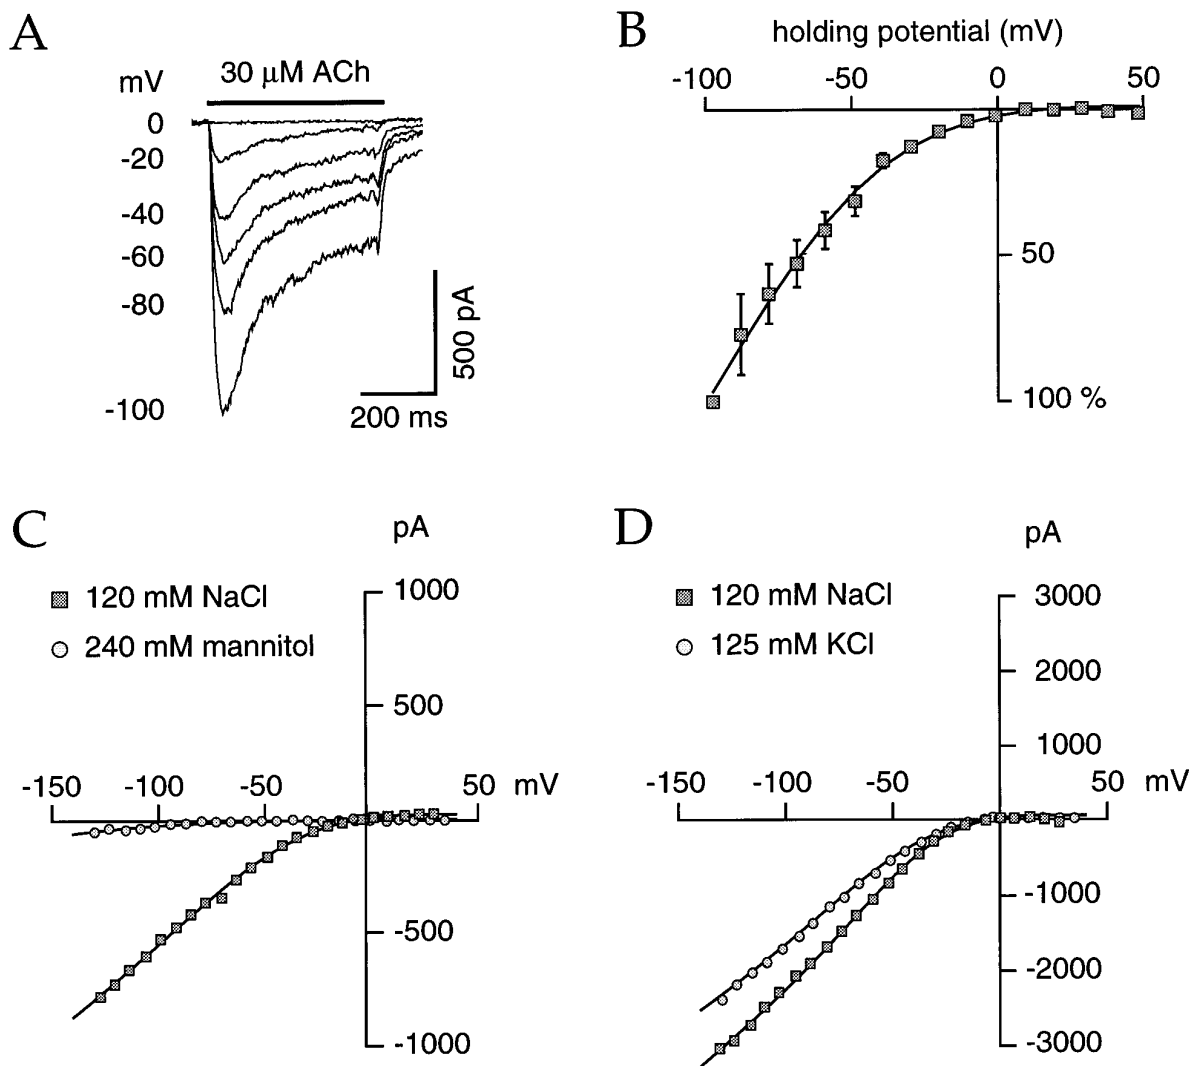 A
mV
30 µM ACh
0
-20
-40
-60
-80
-100
500 pA
200 ms
B
holding potential (mV)
-100 -50 0 50
50
100 %
C
pA
120 mM NaCl
240 mM mannitol
1000
500
-150 -100 -50 50 mV
-500
-1000
D
pA
120 mM NaCl
125 mM KCl
3000
2000
1000
-150 -100 -50 50 mV
-1000
-2000
-3000